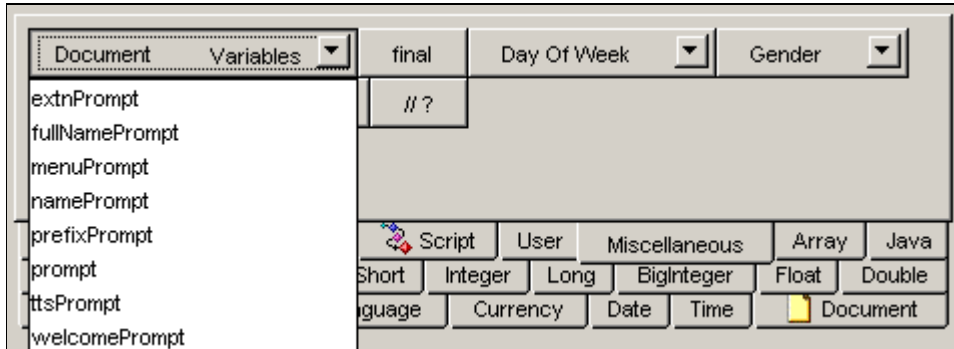 Document Variables final Day Of Week Gender
extnPrompt // ?
fullNamePrompt
menuPrompt
namePrompt
prefixPrompt Script User Miscellaneous Array Java
prompt Short Integer Long BigInteger Float Double
ttsPrompt nguage Currency Date Time Document
welcomePrompt